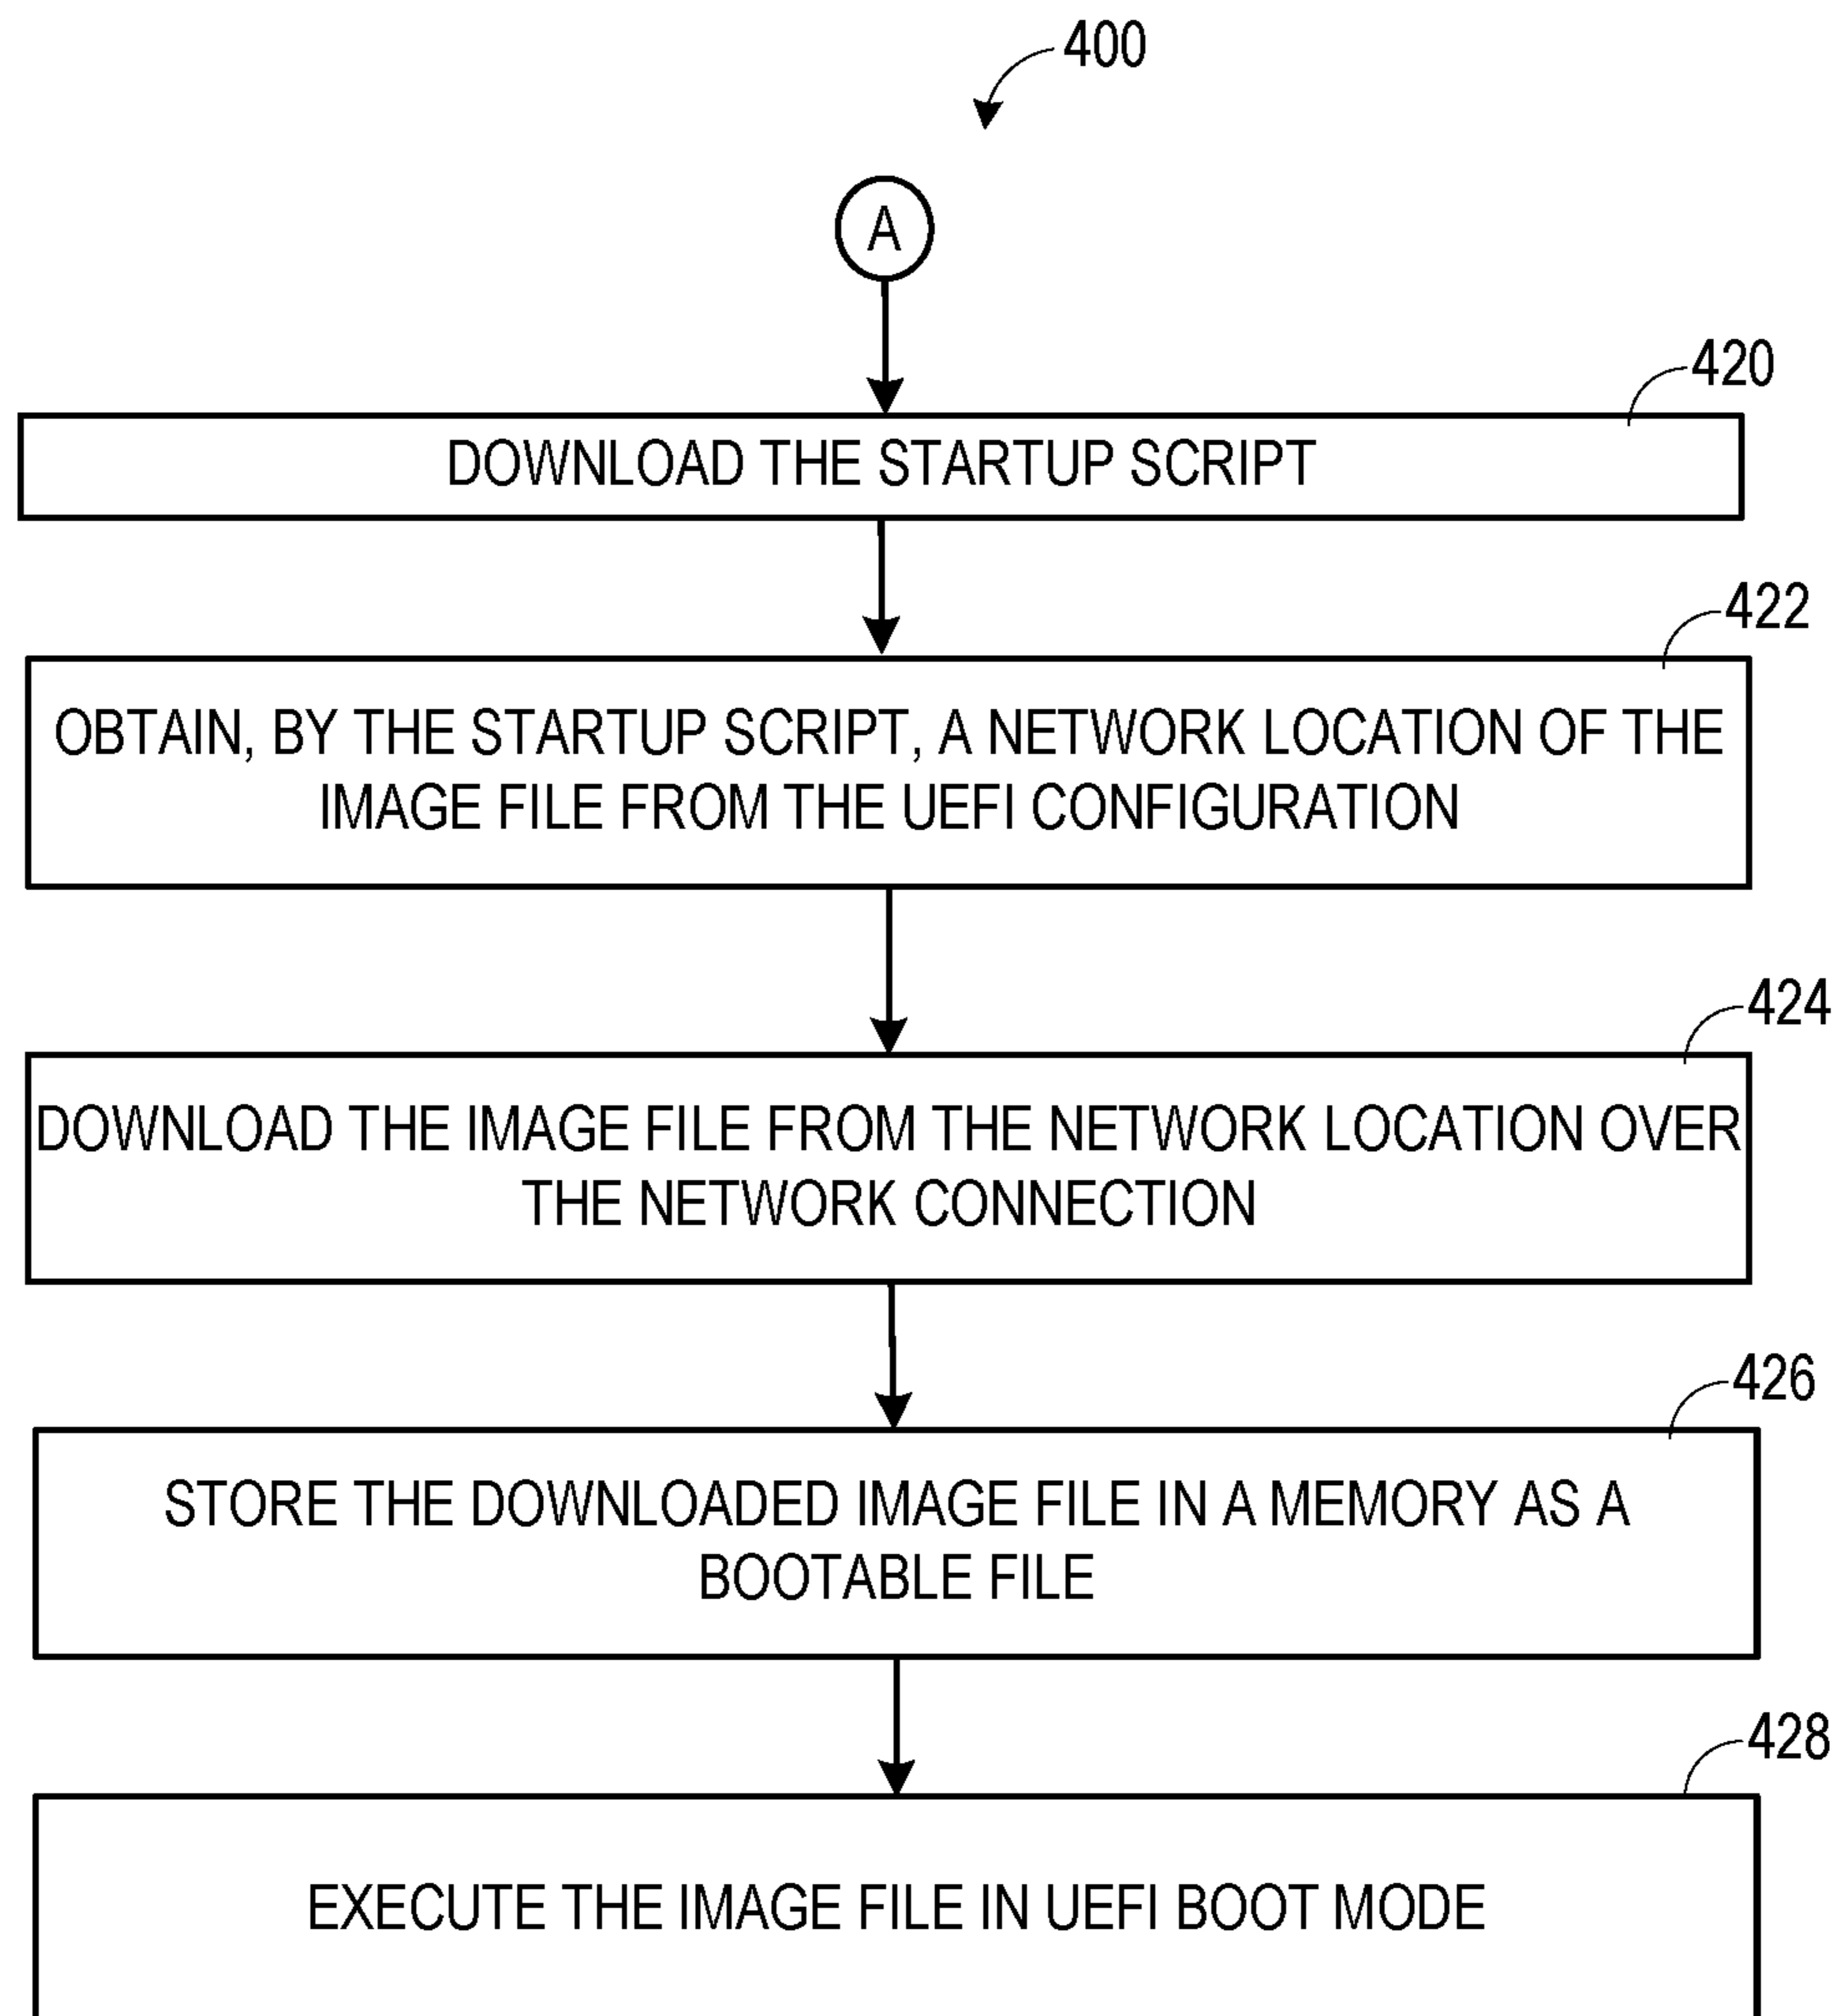 400
A
420
DOWNLOAD THE STARTUP SCRIPT
422
OBTAIN, BY THE STARTUP SCRIPT, A NETWORK LOCATION OF THE
IMAGE FILE FROM THE UEFI CONFIGURATION
424
DOWNLOAD THE IMAGE FILE FROM THE NETWORK LOCATION OVER
THE NETWORK CONNECTION
426
STORE THE DOWNLOADED IMAGE FILE IN A MEMORY AS A
BOOTABLE FILE
428
EXECUTE THE IMAGE FILE IN UEFI BOOT MODE